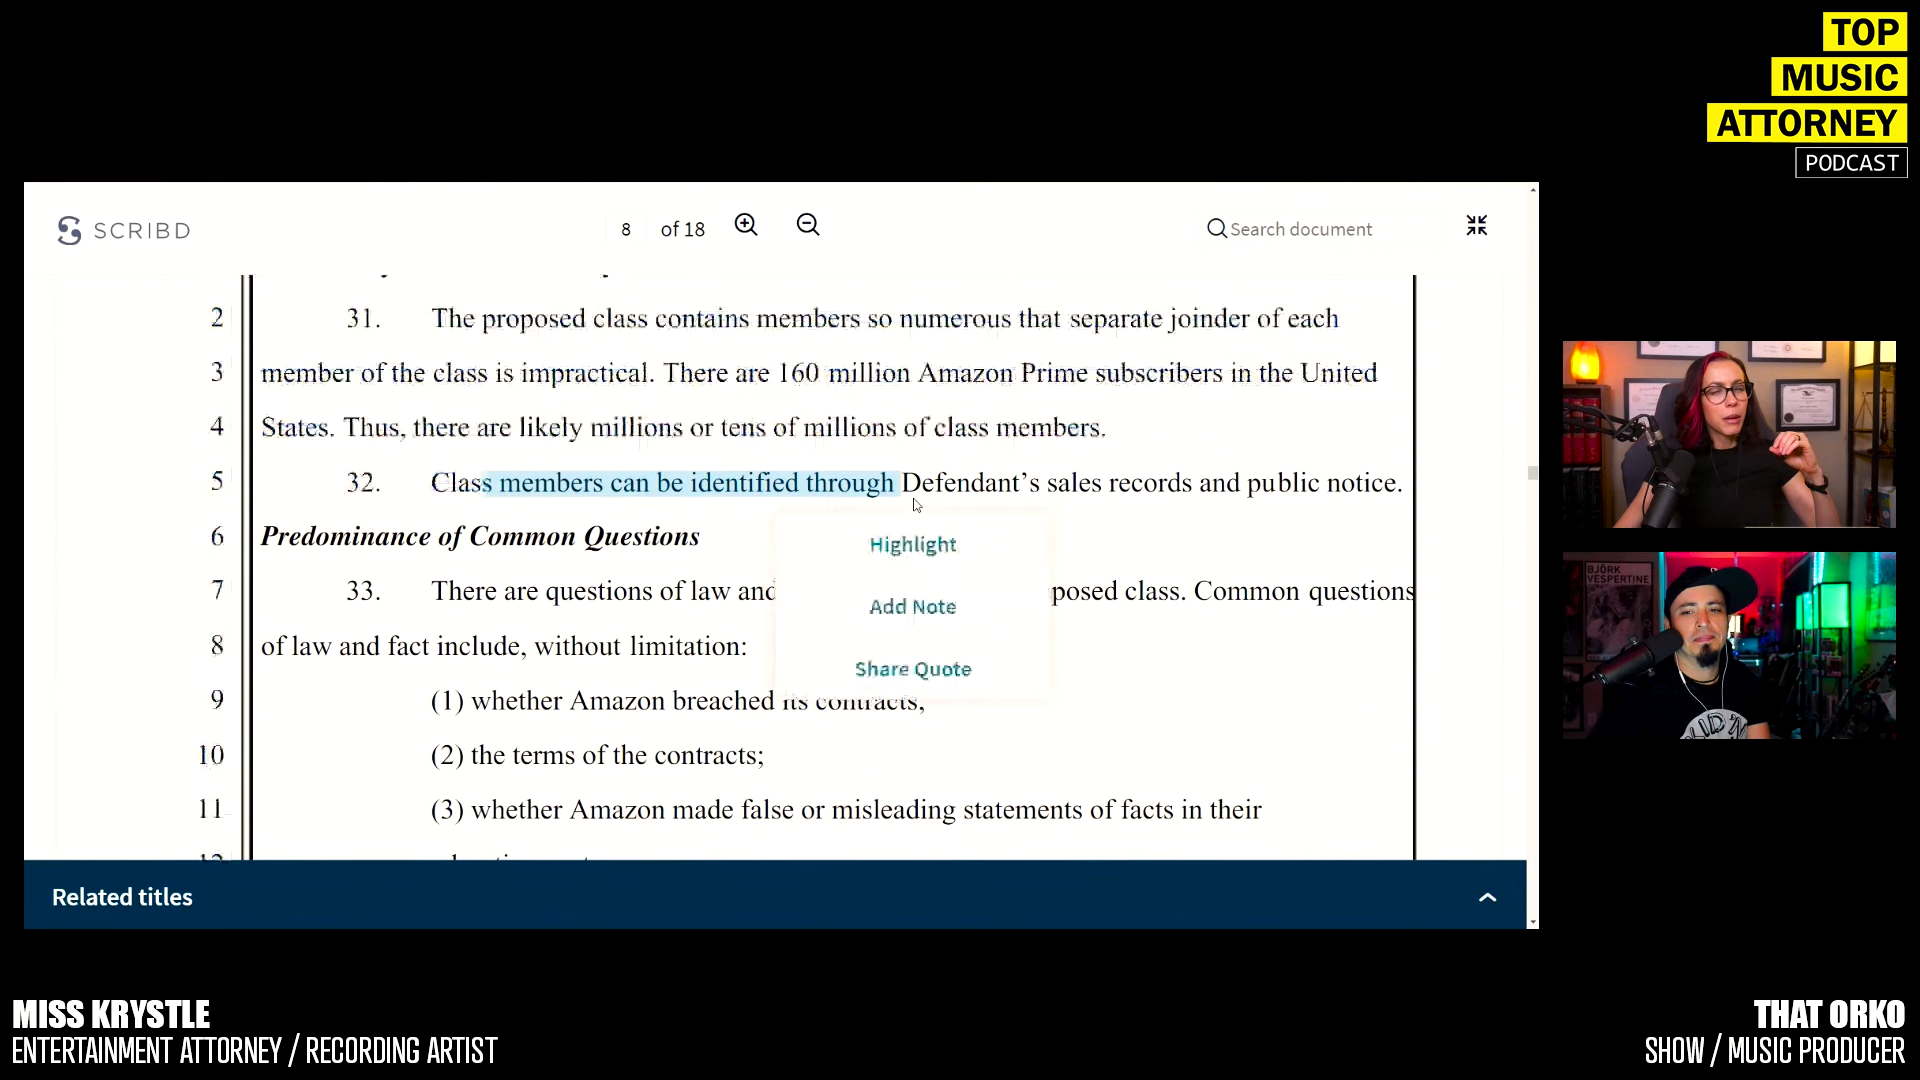 TOP
MUSIC
ATTORNEY
PODCAST
SCRIBD
8 of 18
Search document
2 31. The proposed class contains members so numerous that separate joinder of each
3 member of the class is impractical. There are 160 million Amazon Prime subscribers in the United
4 States. Thus, there are likely millions or tens of millions of class members.
5 32. Class members can be identified through Defendant's sales records and public notice.
6 Predominance of Common Questions
7 33. There are questions of law and posed class. Common questions
8 of law and fact include, without limitation:
9 (1) whether Amazon breached its contracts;
10 (2) the terms of the contracts;
11 (3) whether Amazon made false or misleading statements of facts in their
12
Highlight
Add Note
Share Quote
Related titles
BJÖRK
VESPERTINE
MISS KRYSTLE
ENTERTAINMENT ATTORNEY / RECORDING ARTIST
THAT ORKO
SHOW / MUSIC PRODUCER